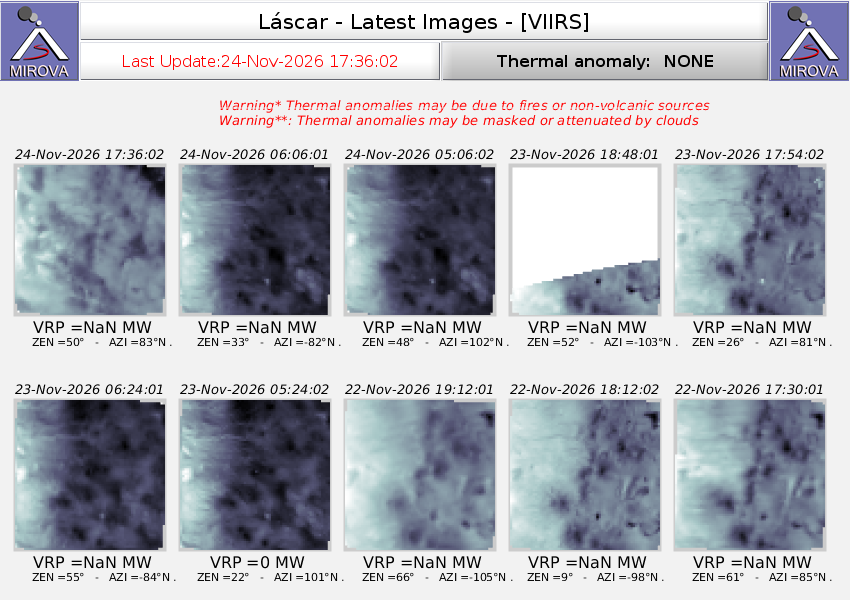 MIROVA
Láscar - Latest Images - [VIIRS]
MIROVA
Last Update:24-Nov-2026 17:36:02
Thermal anomaly: NONE
Warning* Thermal anomalies may be due to fires or non-volcanic sources
Warning**: Thermal anomalies may be masked or attenuated by clouds
24-Nov-2026 17:36:02
24-Nov-2026 06:06:01
24-Nov-2026 05:06:02
23-Nov-2026 18:48:01
23-Nov-2026 17:54:02
VRP =NaN MW
VRP =NaN MW
VRP =NaN MW
VRP =NaN MW
VRP =NaN MW
ZEN =50° - AZI =83°N .
ZEN =33° - AZI =-82°N .
ZEN =48° - AZI =102°N .
ZEN =52° - AZI =-103°N .
ZEN =26° - AZI =81°N .
23-Nov-2026 06:24:01
23-Nov-2026 05:24:02
22-Nov-2026 19:12:01
22-Nov-2026 18:12:02
22-Nov-2026 17:30:01
VRP =NaN MW
VRP =0 MW
VRP =NaN MW
VRP =NaN MW
VRP =NaN MW
ZEN =55° - AZI =-84°N .
ZEN =22° - AZI =101°N .
ZEN =66° - AZI =-105°N .
ZEN =9° - AZI =-98°N .
ZEN =61° - AZI =85°N .